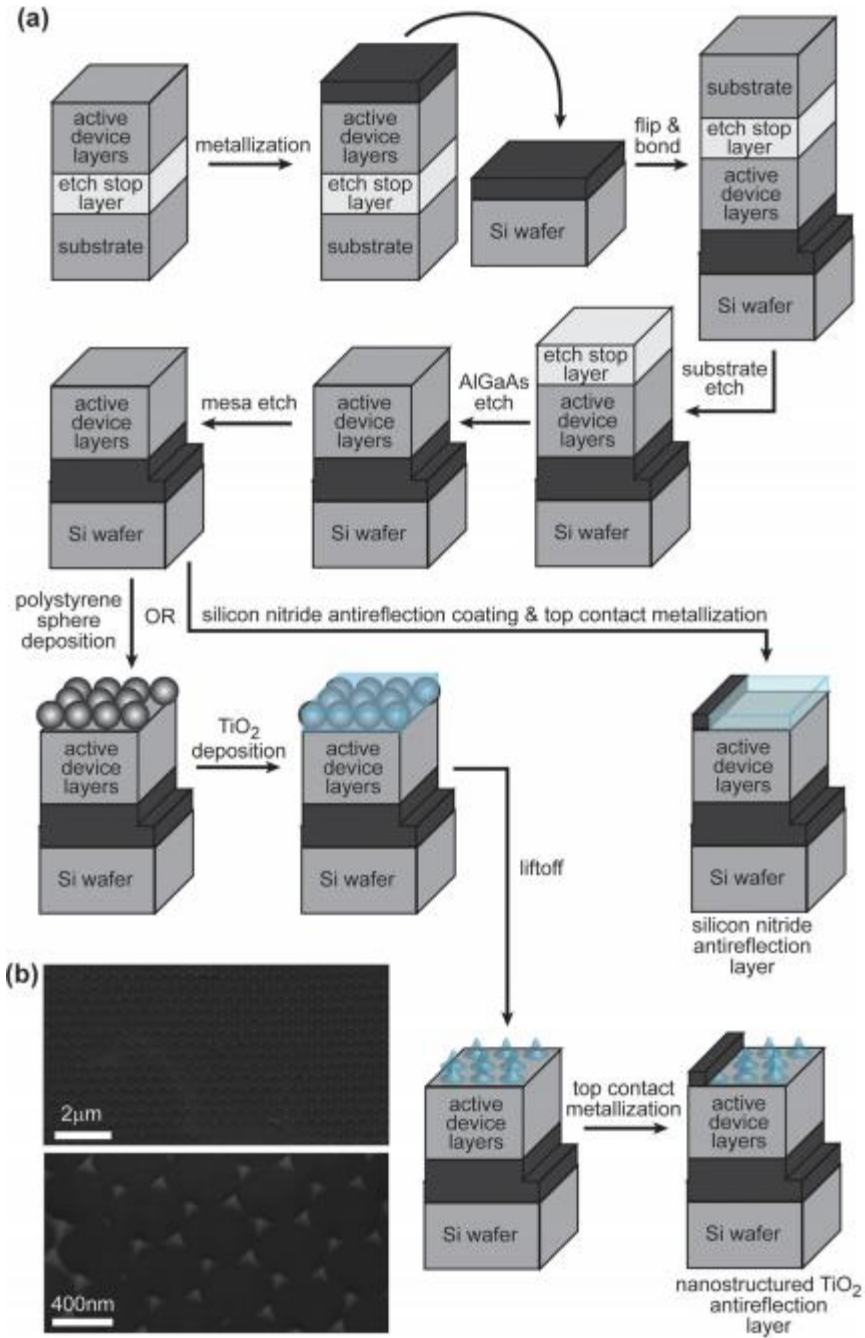 (a)
active
device
layers
etch stop
layer
substrate
metallization
active
device
layers
etch stop
layer
substrate
Si wafer
flip &
bond
substrate
etch stop
layer
active
device
layers
Si wafer
substrate
etch
etch stop
layer
active
device
layers
Si wafer
AlGaAs
etch
active
device
layers
Si wafer
mesa etch
active
device
layers
Si wafer
polystyrene
sphere
deposition
OR
silicon nitride antireflection coating & top contact metallization
active
device
layers
Si wafer
TiO2
deposition
active
device
layers
Si wafer
liftoff
active
device
layers
Si wafer
silicon nitride
antireflection
layer
(b)
2μm
400nm
active
device
layers
Si wafer
top contact
metallization
active
device
layers
Si wafer
nanostructured TiO2
antireflection
layer